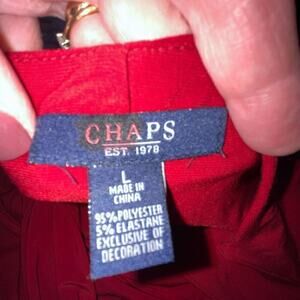 CHAPS
EST. 1978
L
MADE IN
CHINA
95% POLYESTER
5% ELASTANE
EXCLUSIVE OF
DECORATION